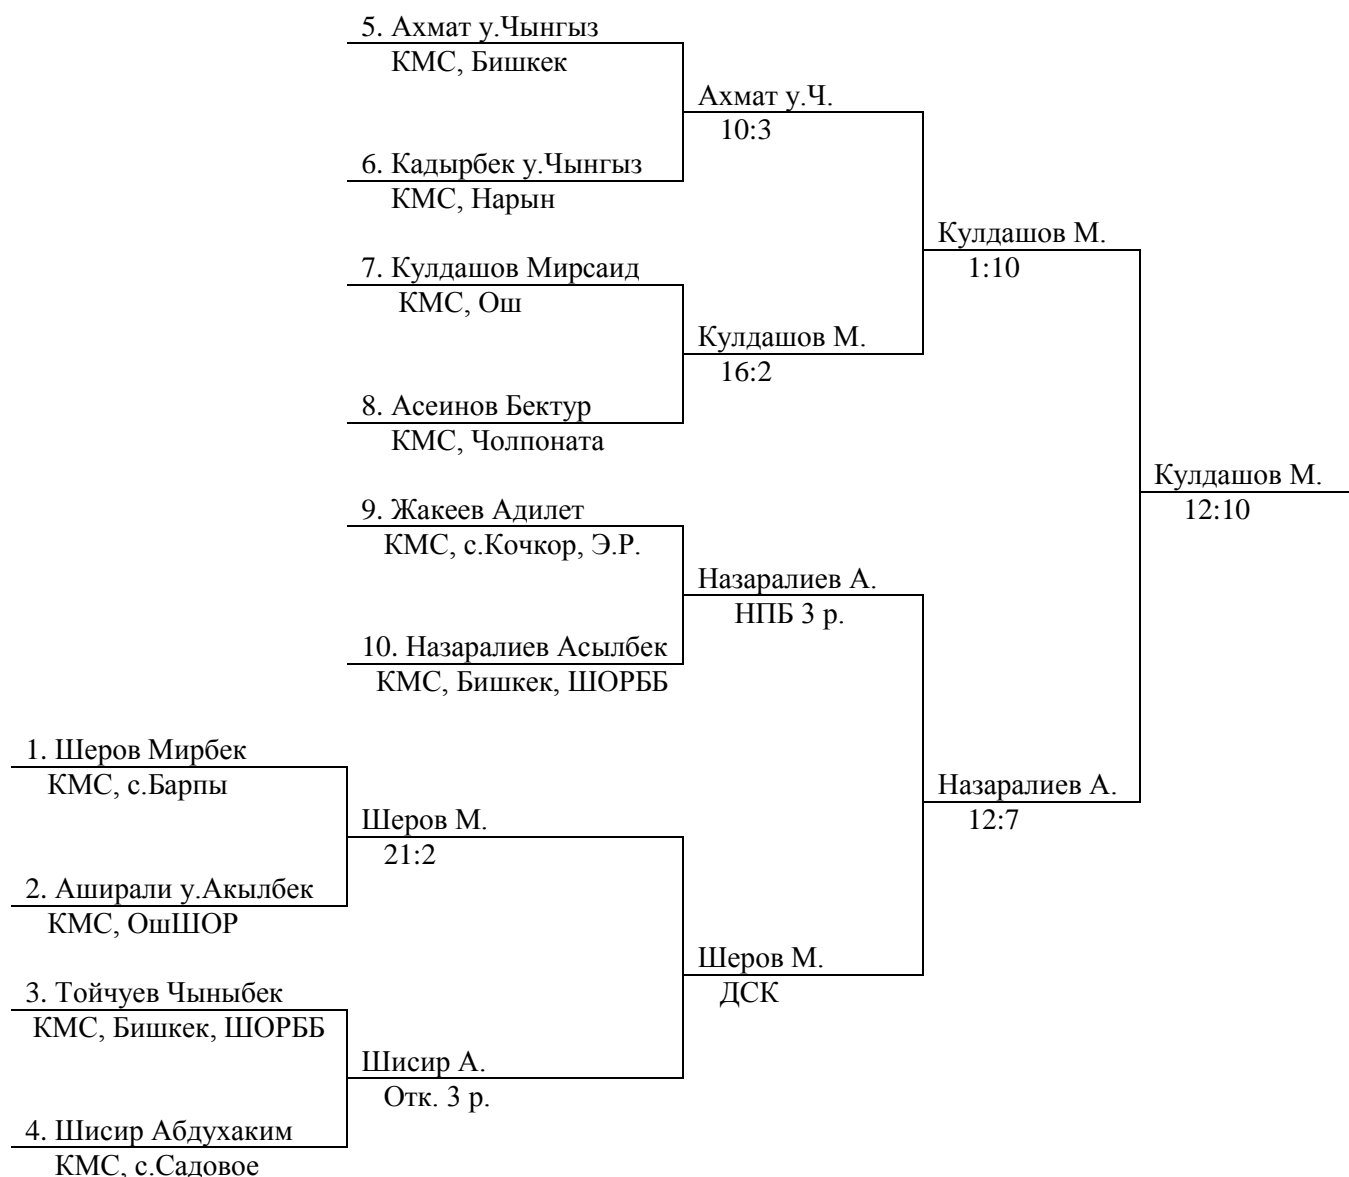 5. Ахмат у.Чынгыз
КМС, Бишкек
Ахмат у.Ч.
10:3
6. Кадырбек у.Чынгыз
КМС, Нарын
Кулдашов М.
1:10
7. Кулдашов Мирсаид
КМС, Ош
Кулдашов М.
16:2
8. Асеинов Бектур
КМС, Чолпоната
Кулдашов М.
12:10
9. Жакеев Адилет
КМС, с.Кочкор, Э.Р.
Назаралиев А.
НПБ 3 р.
10. Назаралиев Асылбек
КМС, Бишкек, ШОРББ
1. Шеров Мирбек
КМС, с.Барпы
Назаралиев А.
12:7
Шеров М.
21:2
2. Аширали у.Акылбек
КМС, ОшШОР
Шеров М.
ДСК
3. Тойчуев Чыныбек
КМС, Бишкек, ШОРББ
Шисир А.
Отк. 3 р.
4. Шисир Абдухаким
КМС, с.Садовое